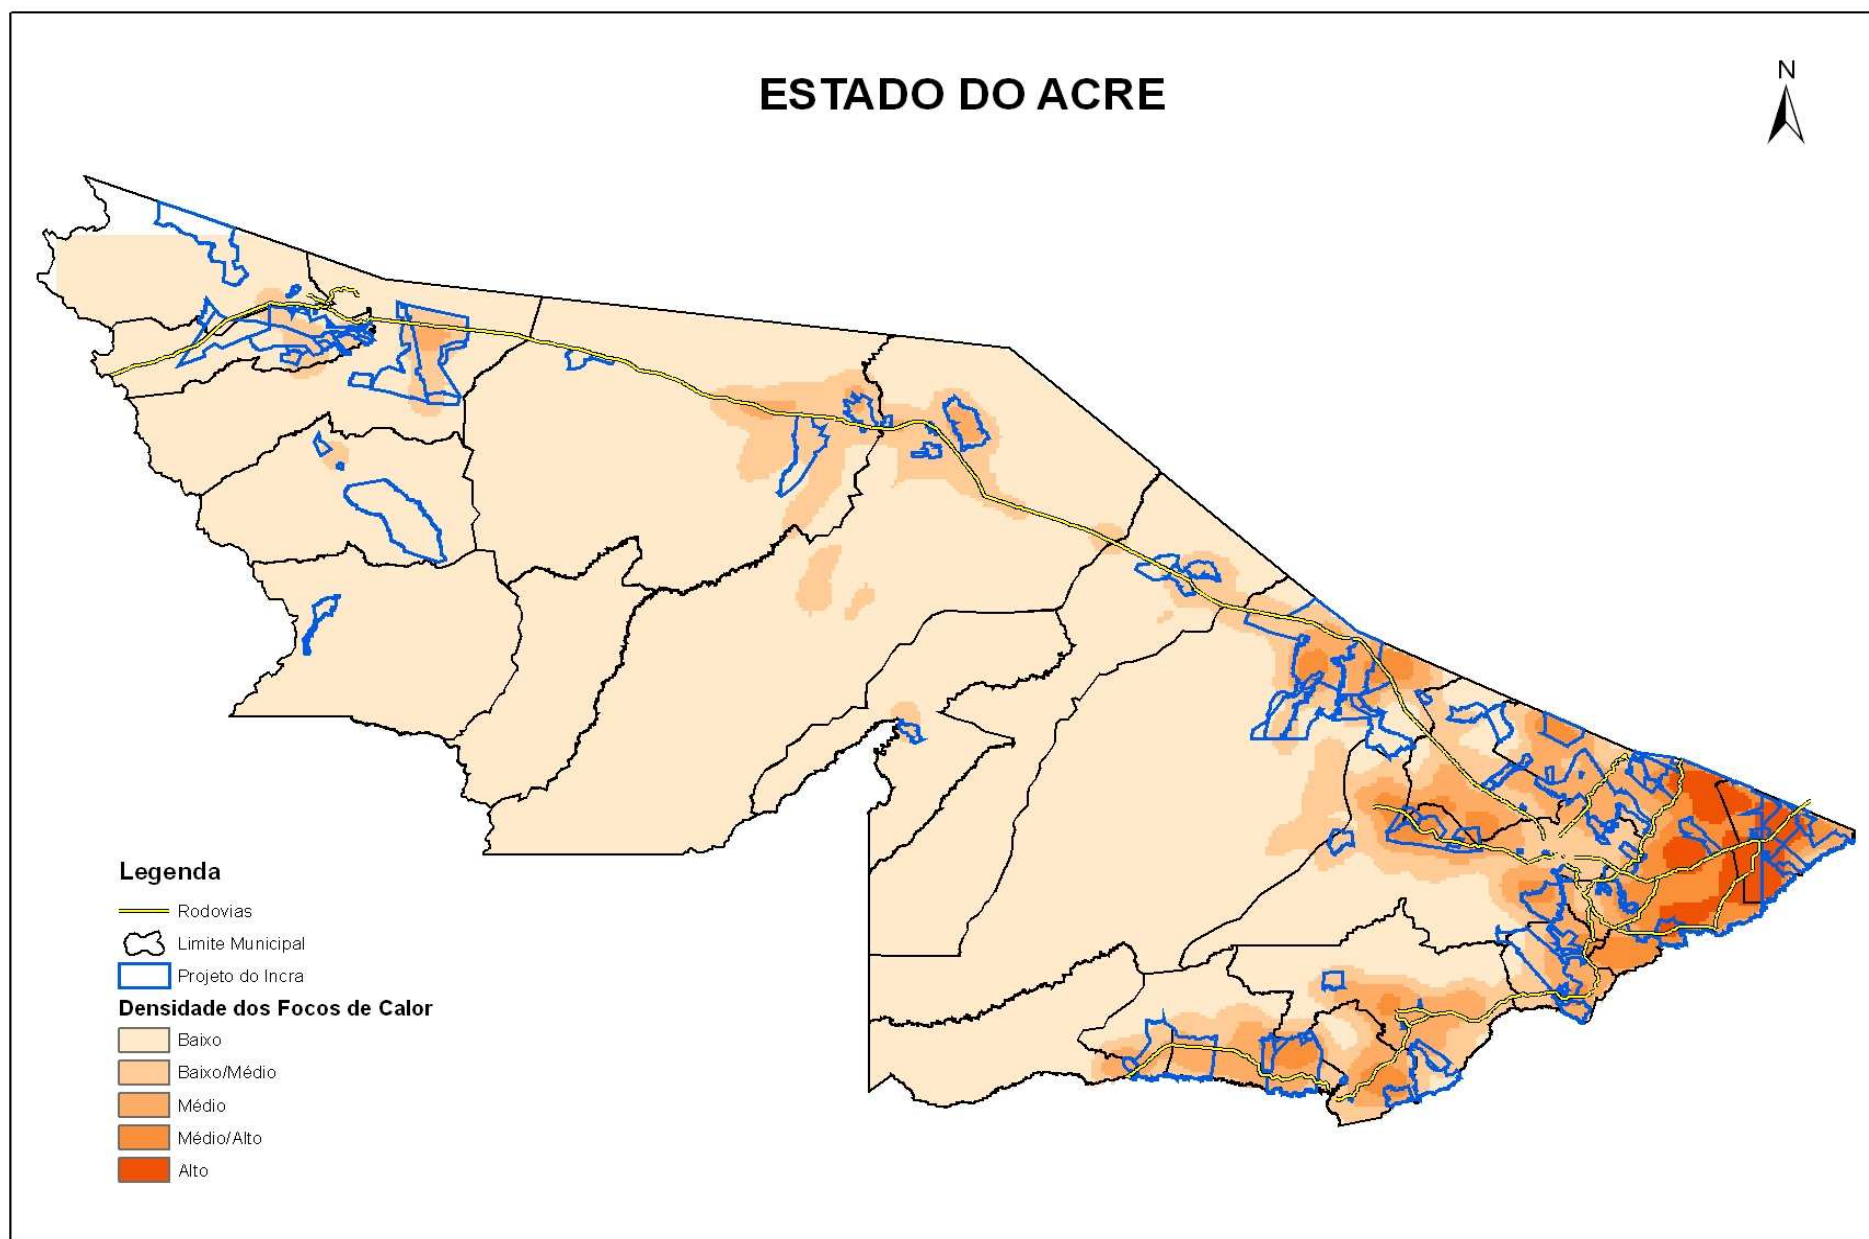 ESTADO DO ACRE
N
Legenda
Rodovias
Limite Municipal
Projeto do Incra
Densidade dos Focos de Calor
Baixo
Baixo/Médio
Médio
Médio/Alto
Alto